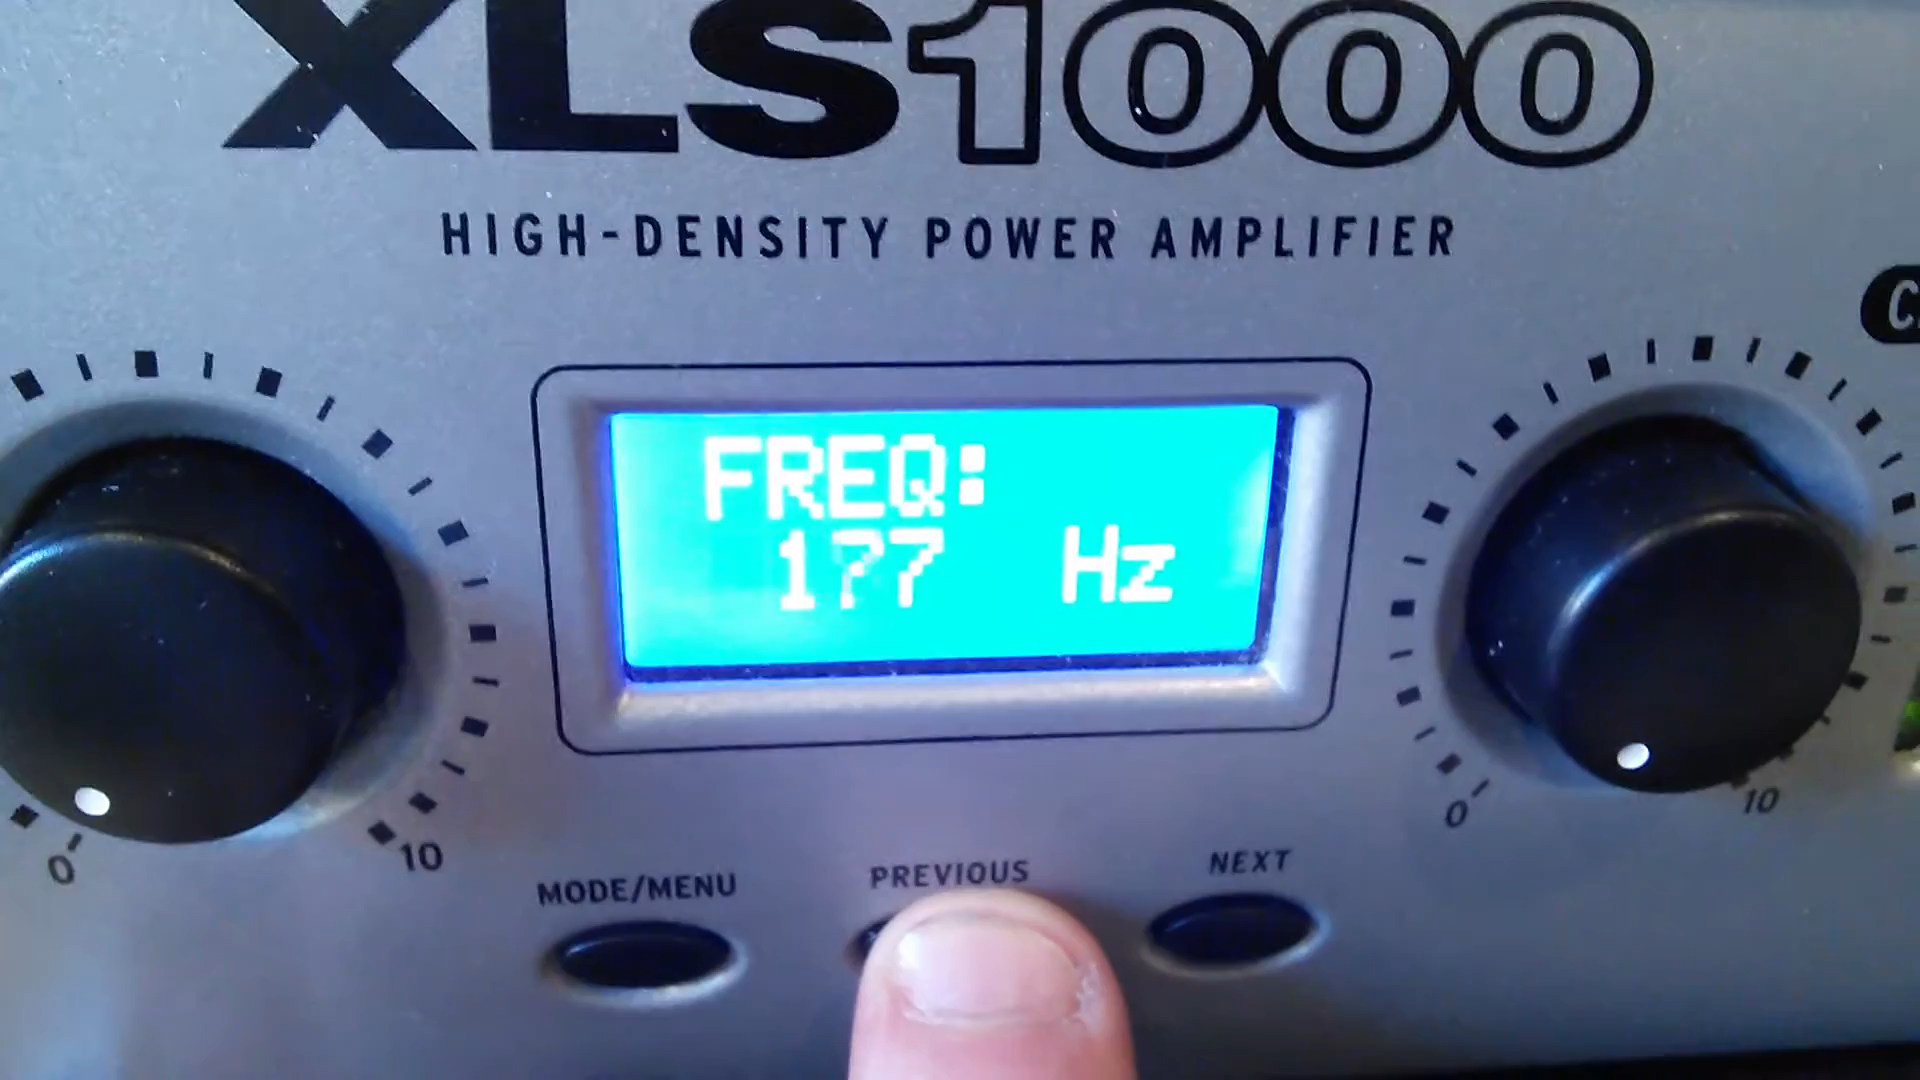 XLS1000
HIGH-DENSITY POWER AMPLIFIER
FREQ:
177 Hz
0
10
0
10
MODE/MENU
PREVIOUS
NEXT